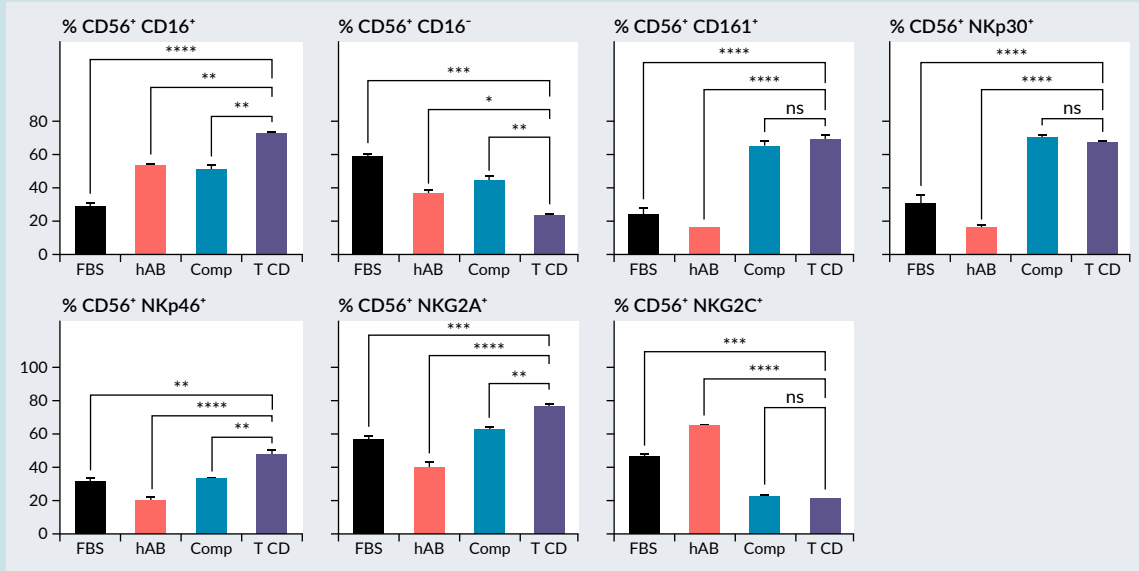 % CD56⁺ CD16⁺
% CD56⁺ CD16⁻
% CD56⁺ CD161⁺
% CD56⁺ NKp30⁺
****
**
**
***
*
**
****
****
ns
****
****
ns
80
60
40
20
0
FBS hAB Comp T CD
FBS hAB Comp T CD
FBS hAB Comp T CD
FBS hAB Comp T CD
% CD56⁺ NKp46⁺
% CD56⁺ NKG2A⁺
% CD56⁺ NKG2C⁺
**
****
**
***
****
**
***
****
ns
100
80
60
40
20
0
FBS hAB Comp T CD
FBS hAB Comp T CD
FBS hAB Comp T CD